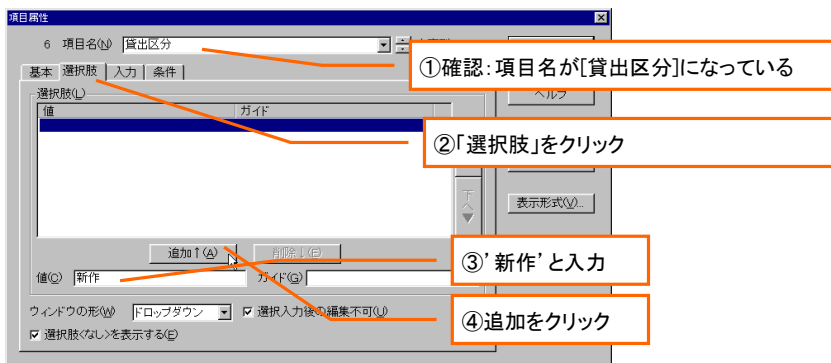 項目属性
6 項目名(N) 貸出区分
①確認：項目名が[貸出区分]になっている
基本 選択肢 入力 条件
選択肢(L)
値 ガイド
ヘルプ
②「選択肢」をクリック
下へ▼
表示形式(V)...
追加↑(A) 削除↓(E)
③’新作’と入力
値(C) 新作 ガイド(G)
④追加をクリック
ウィンドウの形(W) ドロップダウン 選択入力後の編集不可(U)
選択肢<なし>を表示する(E)